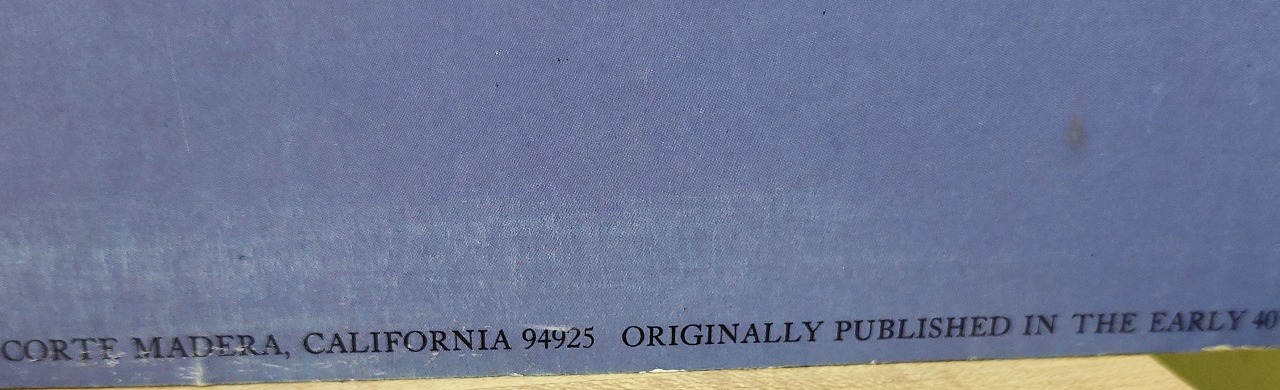 CORTE MADERA, CALIFORNIA 94925 ORIGINALLY PUBLISHED IN THE EARLY 40